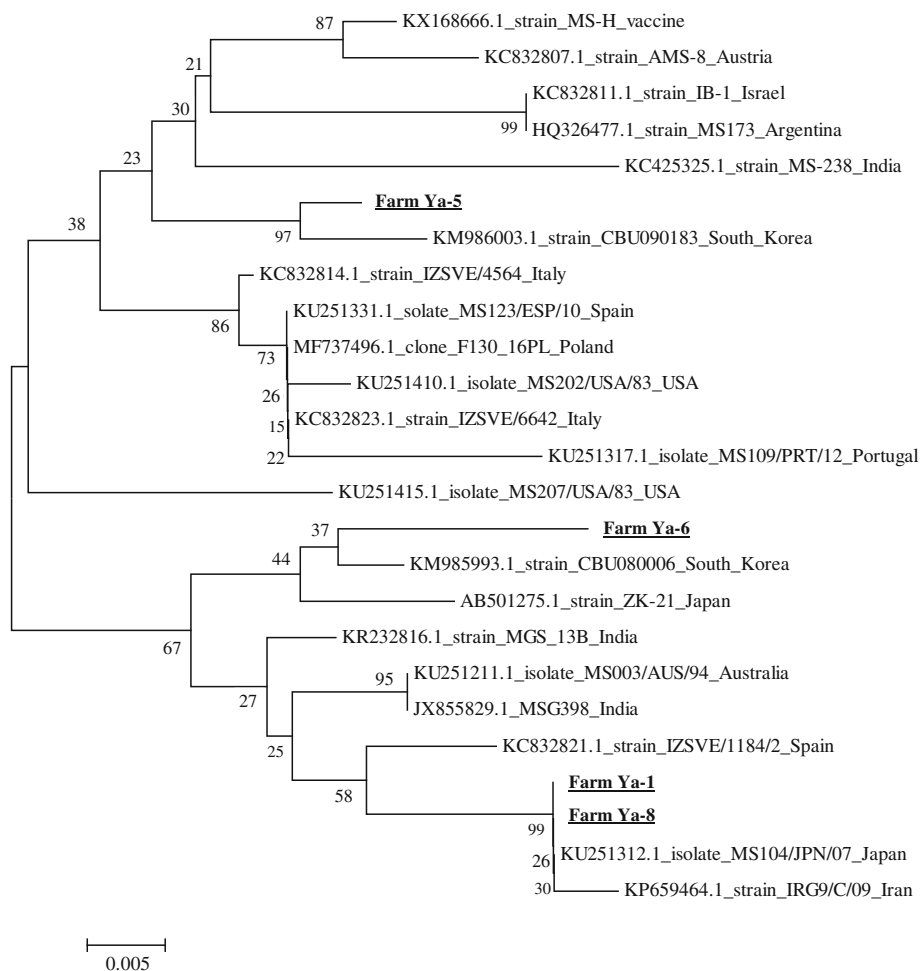 87
KX168666.1_strain_MS-H_vaccine
KC832807.1_strain_AMS-8_Austria
21
KC832811.1_strain_IB-1_Israel
99
HQ326477.1_strain_MS173_Argentina
30
KC425325.1_strain_MS-238_India
23
Farm Ya-5
97
KM986003.1_strain_CBU090183_South_Korea
38
KC832814.1_strain_IZSVE/4564_Italy
86
KU251331.1_solate_MS123/ESP/10_Spain
73
MF737496.1_clone_F130_16PL_Poland
KU251410.1_isolate_MS202/USA/83_USA
26
KC832823.1_strain_IZSVE/6642_Italy
15
22
KU251317.1_isolate_MS109/PRT/12_Portugal
KU251415.1_isolate_MS207/USA/83_USA
37
Farm Ya-6
44
KM985993.1_strain_CBU080006_South_Korea
AB501275.1_strain_ZK-21_Japan
67
KR232816.1_strain_MGS_13B_India
27
95
KU251211.1_isolate_MS003/AUS/94_Australia
JX855829.1_MSG398_India
25
KC832821.1_strain_IZSVE/1184/2_Spain
58
Farm Ya-1
Farm Ya-8
99
KU251312.1_isolate_MS104/JPN/07_Japan
26
30
KP659464.1_strain_IRG9/C/09_Iran
0.005